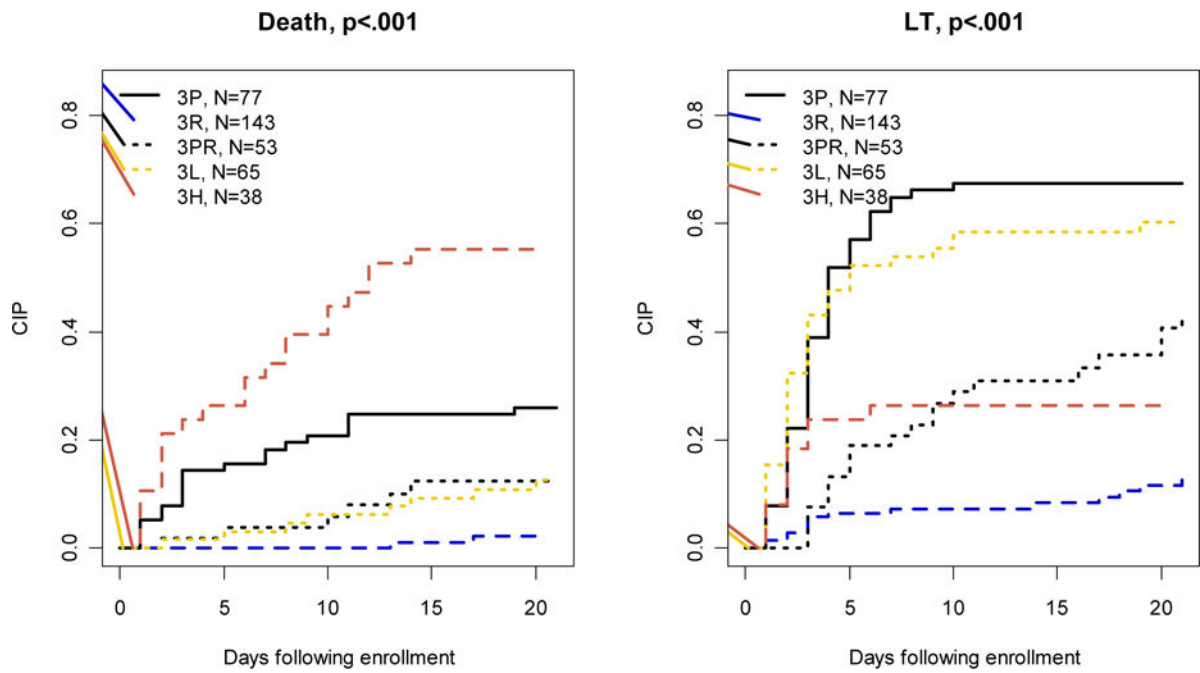 Death, p<.001
CIP
0.8
0.6
0.4
0.2
0.0
3P, N=77
3R, N=143
3PR, N=53
3L, N=65
3H, N=38
0 5 10 15 20
Days following enrollment
LT, p<.001
CIP
0.8
0.6
0.4
0.2
0.0
3P, N=77
3R, N=143
3PR, N=53
3L, N=65
3H, N=38
0 5 10 15 20
Days following enrollment